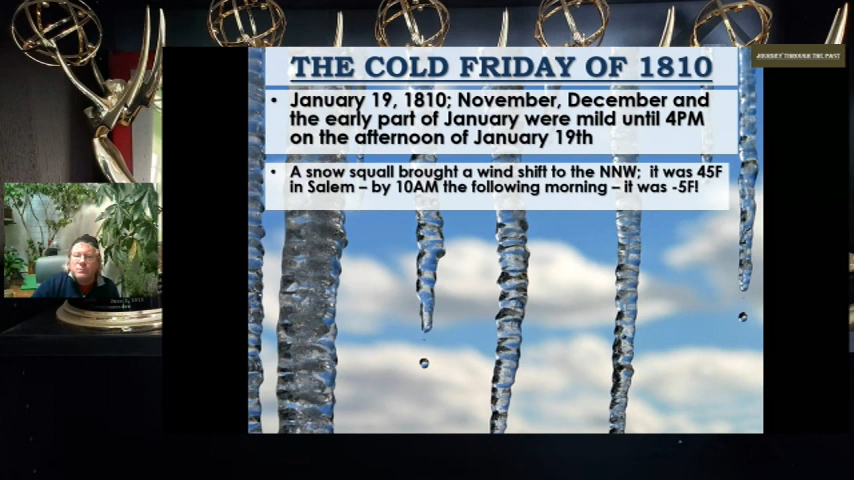 JOURNEY THROUGH THE PAST
THE COLD FRIDAY OF 1810
• January 19, 1810; November, December and
the early part of January were mild until 4PM
on the afternoon of January 19th
• A snow squall brought a wind shift to the NNW; it was 45F
in Salem – by 10AM the following morning – it was -5F!